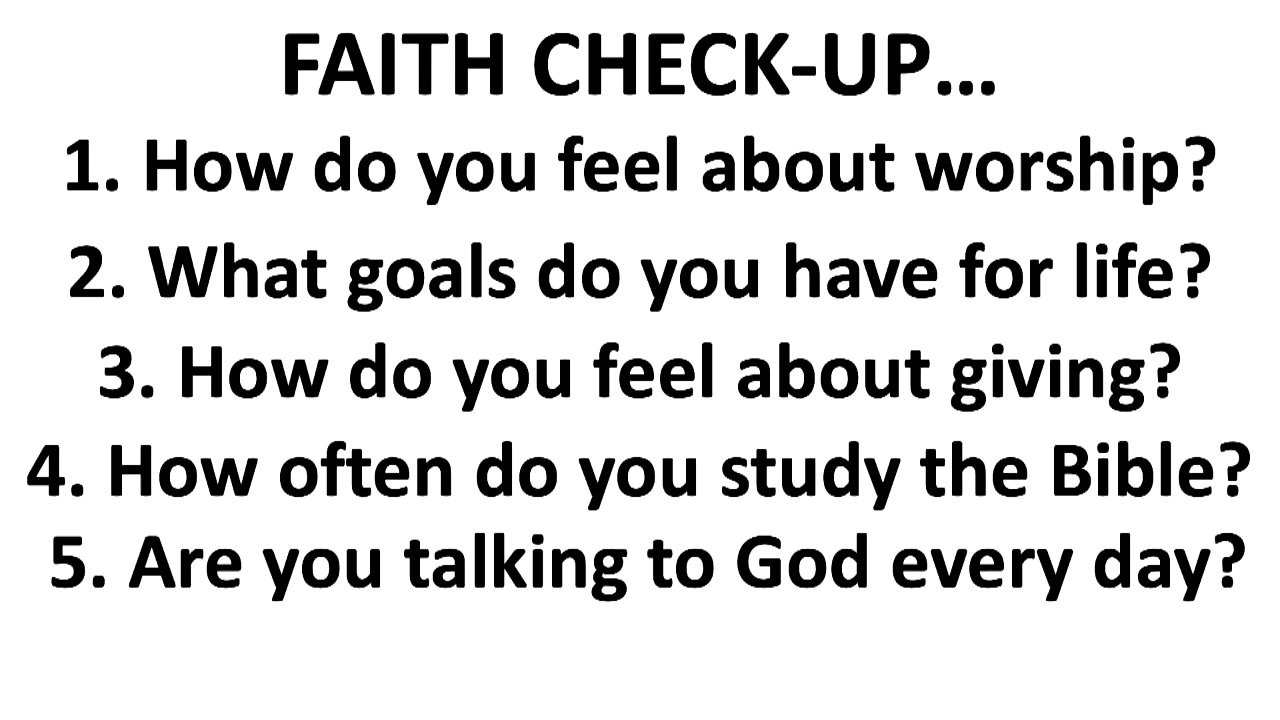 FAITH CHECK-UP…
1. How do you feel about worship?
2. What goals do you have for life?
3. How do you feel about giving?
4. How often do you study the Bible?
5. Are you talking to God every day?